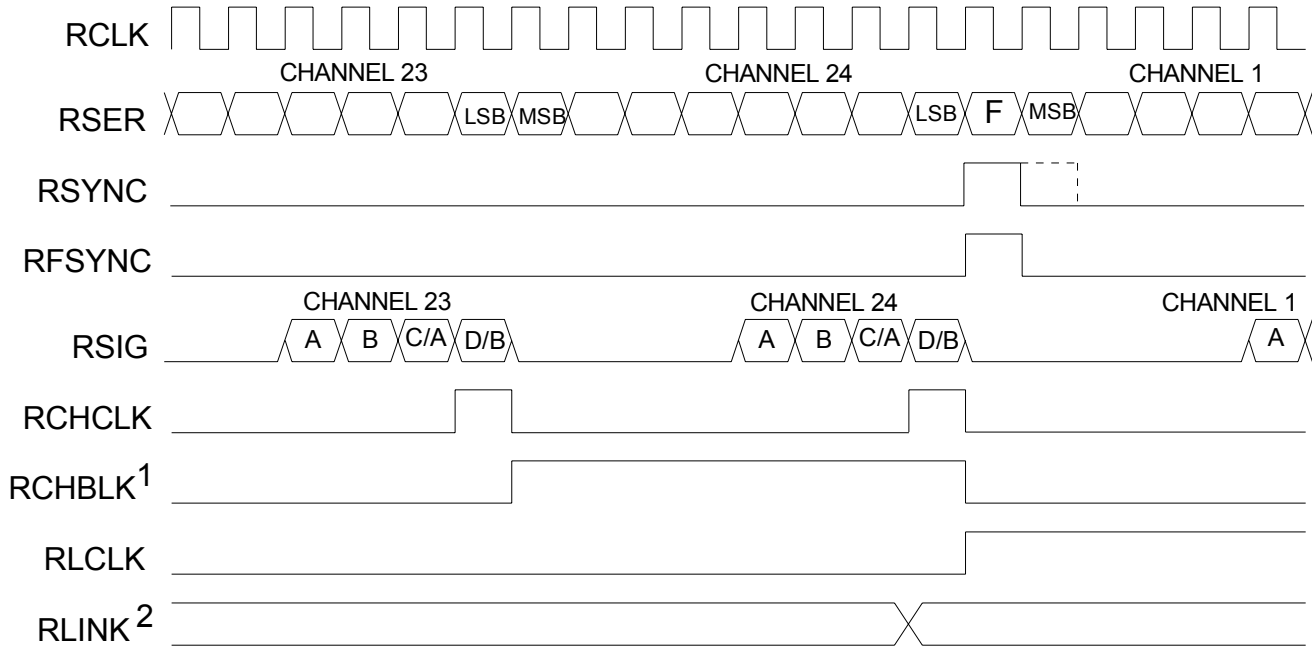 RCLK
CHANNEL 23 CHANNEL 24 CHANNEL 1
RSER LSB MSB LSB F MSB
RSYNC
RFSYNC
CHANNEL 23 CHANNEL 24 CHANNEL 1
RSIG A B C/A D/B A B C/A D/B A
RCHCLK
RCHBLK1
RLCLK
RLINK2